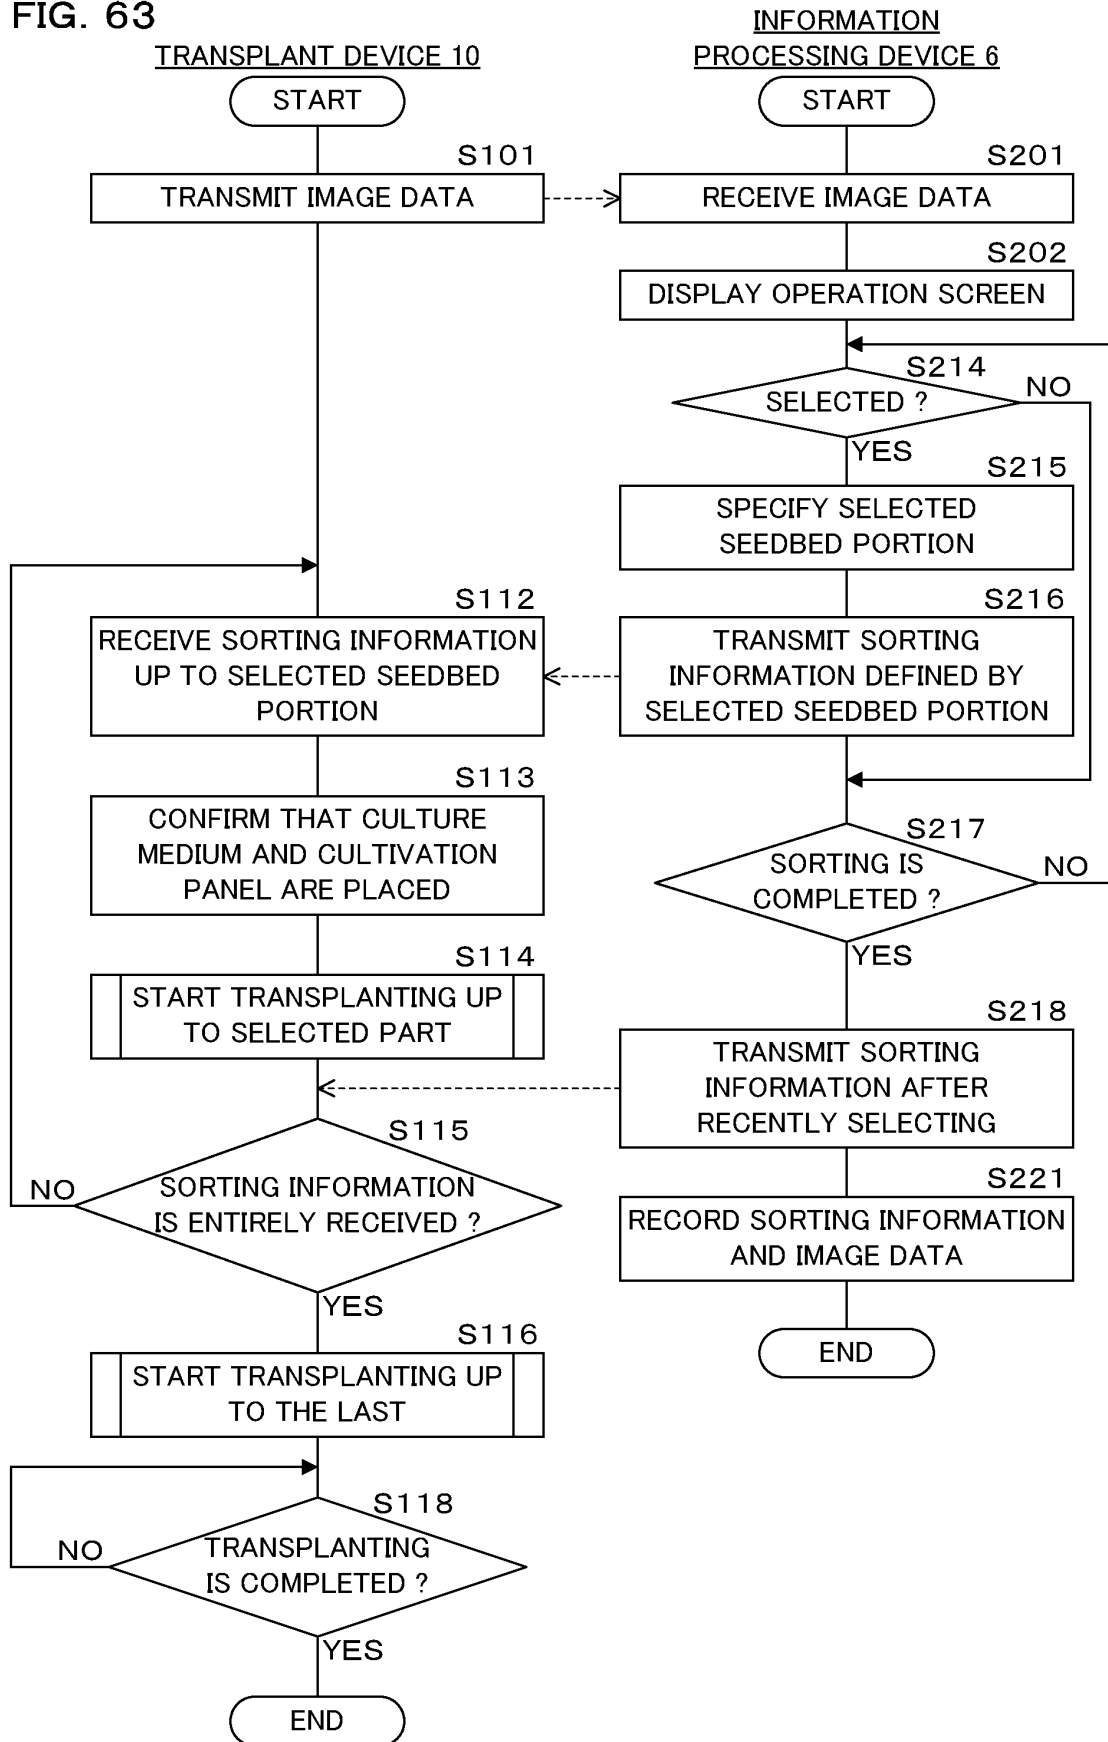 FIG. 63
TRANSPLANT DEVICE 10
START
S101
TRANSMIT IMAGE DATA
S112
RECEIVE SORTING INFORMATION
UP TO SELECTED SEEDBED
PORTION
S113
CONFIRM THAT CULTURE
MEDIUM AND CULTIVATION
PANEL ARE PLACED
S114
START TRANSPLANTING UP
TO SELECTED PART
S115
SORTING INFORMATION
IS ENTIRELY RECEIVED ?
NO
YES
S116
START TRANSPLANTING UP
TO THE LAST
S118
TRANSPLANTING
IS COMPLETED ?
NO
YES
END
INFORMATION
PROCESSING DEVICE 6
START
S201
RECEIVE IMAGE DATA
S202
DISPLAY OPERATION SCREEN
S214
SELECTED ?
NO
YES
S215
SPECIFY SELECTED
SEEDBED PORTION
S216
TRANSMIT SORTING
INFORMATION DEFINED BY
SELECTED SEEDBED PORTION
S217
SORTING IS
COMPLETED ?
NO
YES
S218
TRANSMIT SORTING
INFORMATION AFTER
RECENTLY SELECTING
S221
RECORD SORTING INFORMATION
AND IMAGE DATA
END